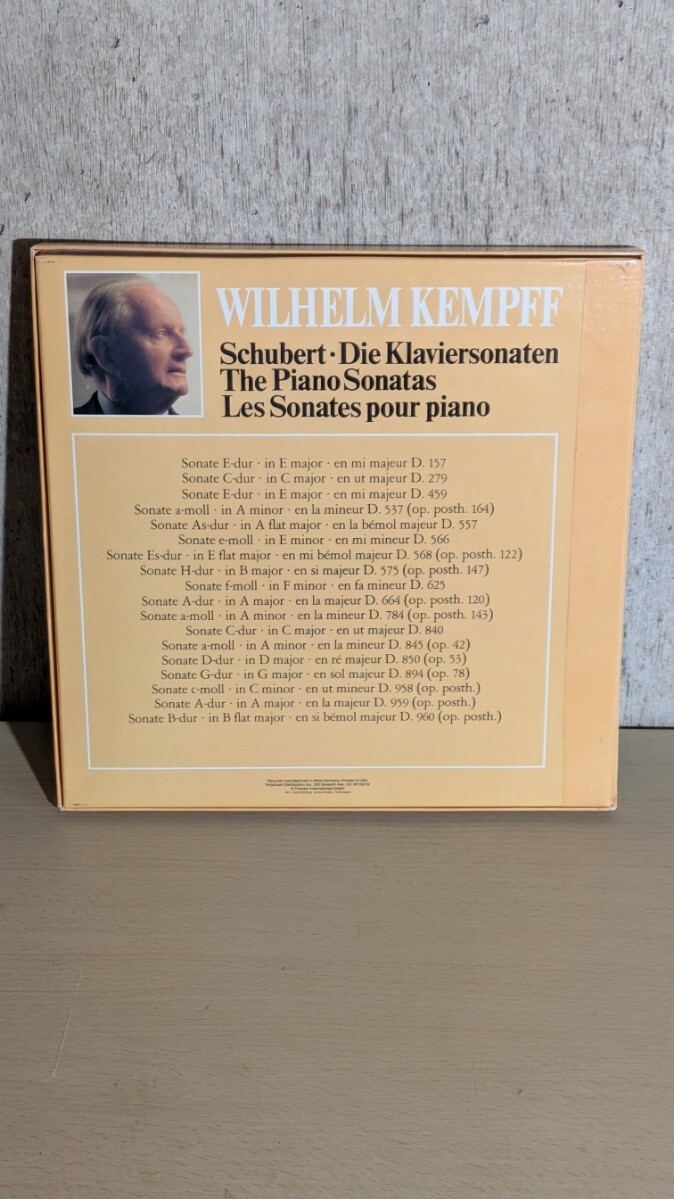 WILHELM KEMPFF
Schubert · Die Klaviersonaten
The Piano Sonatas
Les Sonates pour piano
Sonate E-dur · in E major · en mi majeur D. 157
Sonate C-dur · in C major · en ut majeur D. 279
Sonate E-dur · in E major · en mi majeur D. 459
Sonate a-moll · in A minor · en la mineur D. 537 (op. posth. 164)
Sonate As-dur · in A flat major · en la bémol majeur D. 557
Sonate e-moll · in E minor · en mi mineur D. 566
Sonate Es-dur · in E flat major · en mi bémol majeur D. 568 (op. posth. 122)
Sonate H-dur · in B major · en si majeur D. 575 (op. posth. 147)
Sonate f-moll · in F minor · en fa mineur D. 625
Sonate A-dur · in A major · en la majeur D. 664 (op. posth. 120)
Sonate a-moll · in A minor · en la mineur D. 784 (op. posth. 143)
Sonate C-dur · in C major · en ut majeur D. 840
Sonate a-moll · in A minor · en la mineur D. 845 (op. 42)
Sonate D-dur · in D major · en ré majeur D. 850 (op. 53)
Sonate G-dur · in G major · en sol majeur D. 894 (op. 78)
Sonate c-moll · in C minor · en ut mineur D. 958 (op. posth.)
Sonate A-dur · in A major · en la majeur D. 959 (op. posth.)
Sonate B-dur · in B flat major · en si bémol majeur D. 960 (op. posth.)
Records manufactured in West Germany. Printed in USA.